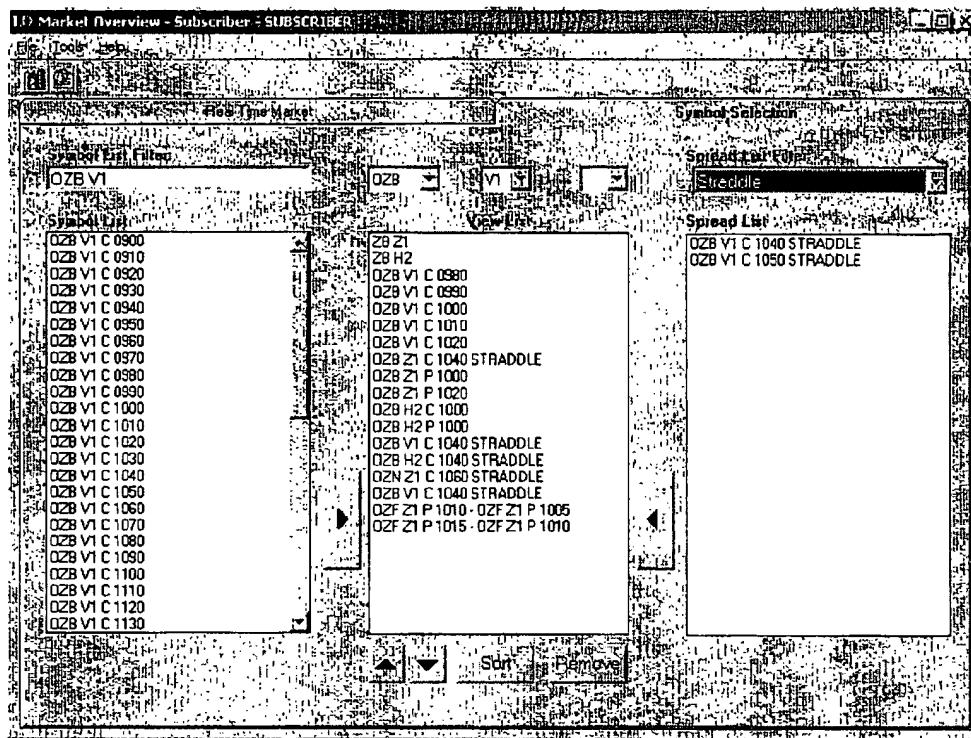 Market Overview - Subscriber - SUBSCRIBER
File Tools Help
Real Time Market
Symbol Selection
Symbol List Filter
OZB V1
OZB
V1
Spread List Filter
Straddle
Symbol List
OZB V1 C 0900
OZB V1 C 0910
OZB V1 C 0920
OZB V1 C 0930
OZB V1 C 0940
OZB V1 C 0950
OZB V1 C 0960
OZB V1 C 0970
OZB V1 C 0980
OZB V1 C 0990
OZB V1 C 1000
OZB V1 C 1010
OZB V1 C 1020
OZB V1 C 1030
OZB V1 C 1040
OZB V1 C 1050
OZB V1 C 1060
OZB V1 C 1070
OZB V1 C 1080
OZB V1 C 1090
OZB V1 C 1100
OZB V1 C 1110
OZB V1 C 1120
OZB V1 C 1130
View List
ZB Z1
ZB H2
OZB V1 C 0980
OZB V1 C 0990
OZB V1 C 1000
OZB V1 C 1010
OZB V1 C 1020
OZB Z1 C 1040 STRADDLE
OZB Z1 P 1000
OZB Z1 P 1020
OZB H2 C 1000
OZB H2 P 1000
OZB V1 C 1040 STRADDLE
OZB H2 C 1040 STRADDLE
OZN Z1 C 1060 STRADDLE
OZB V1 C 1040 STRADDLE
OZF Z1 P 1010 - OZF Z1 P 1005
OZF Z1 P 1015 - OZF Z1 P 1010
Spread List
OZB V1 C 1040 STRADDLE
OZB V1 C 1050 STRADDLE
Sort
Remove